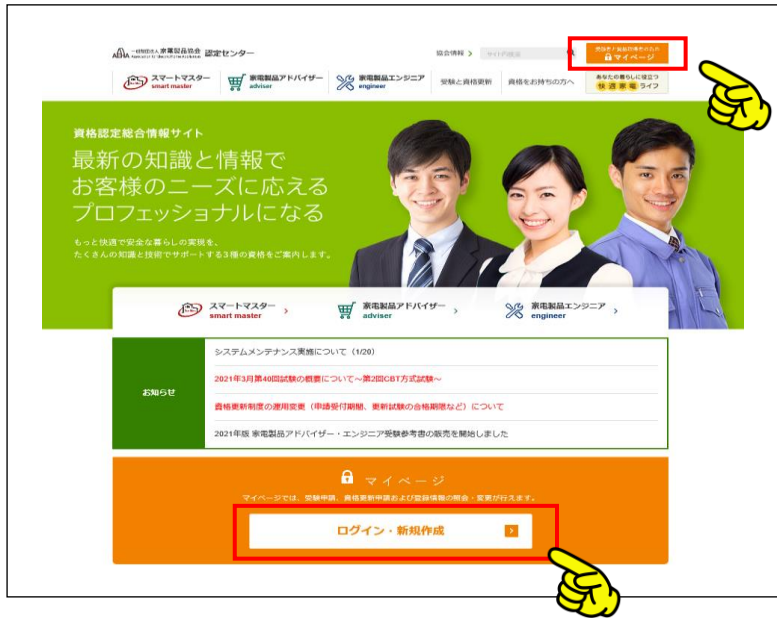 一般財団法人 家電製品協会 認定センター
協会情報
マイページ
スマートマスター
smart master
家電製品アドバイザー
adviser
家電製品エンジニア
engineer
受験と資格更新
資格をお持ちの方へ
あなたの暮らしに役立つ
快適家電ライフ
資格認定総合情報サイト
最新の知識と情報で
お客様のニーズに応える
プロフェッショナルになる
もっと快適で安全な暮らしの実現を、
たくさんの知識と技術でサポートする3種の資格をご案内します。
スマートマスター
smart master
家電製品アドバイザー
adviser
家電製品エンジニア
engineer
お知らせ
システムメンテナンス実施について（1/20）
2021年3月第40回試験の概要について～第2回CBT方式試験～
資格更新制度の運用変更（申請受付期間、更新試験の合格期限など）について
2021年版 家電製品アドバイザー・エンジニア受験参考書の販売を開始しました
マイページ
マイページでは、受験申請、資格更新申請および登録情報の照会・変更が行えます。
ログイン・新規作成